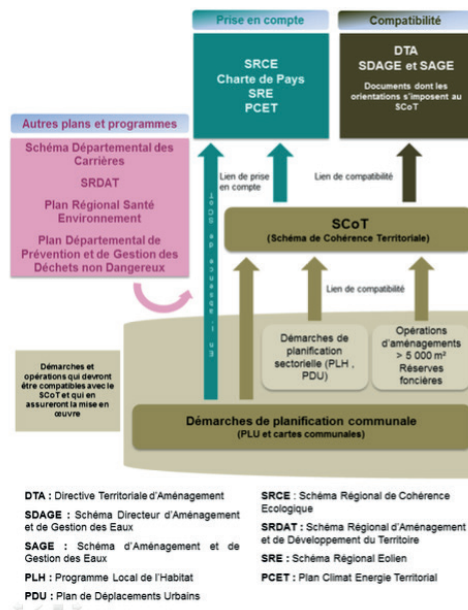 Prise en compte
Compatibilité
SRCE
Charte de Pays
SRE
PCET
DTA
SDAGE et SAGE
Documents dont les
orientations s'imposent au
SCoT
Autres plans et programmes
Schéma Départemental des
Carrières
SRDAT
Plan Régional Santé
Environnement
Plan Départemental de
Prévention et de Gestion des
Déchets non Dangereux
Lien de prise
en compte
Lien de compatibilité
SCoT
(Schéma de Cohérence Territoriale)
En l'absence de SCoT
Lien de compatibilité
Démarches de
planification
sectorielle (PLH ,
PDU)
Opérations
d'aménagements
> 5 000 m²
Réserves
foncières
Démarches et
opérations qui devront
être compatibles avec le
SCoT et qui en
assureront la mise en
œuvre
Démarches de planification communale
(PLU et cartes communales)
DTA : Directive Territoriale d'Aménagement
SDAGE : Schéma Directeur d'Aménagement
et de Gestion des Eaux
SAGE : Schéma d'Aménagement et de
Gestion des Eaux
PLH : Programme Local de l'Habitat
PDU : Plan de Déplacements Urbains
SRCE : Schéma Régional de Cohérence
Ecologique
SRDAT : Schéma Régional d'Aménagement
et de Développement du Territoire
SRE : Schéma Régional Eolien
PCET : Plan Climat Energie Territorial